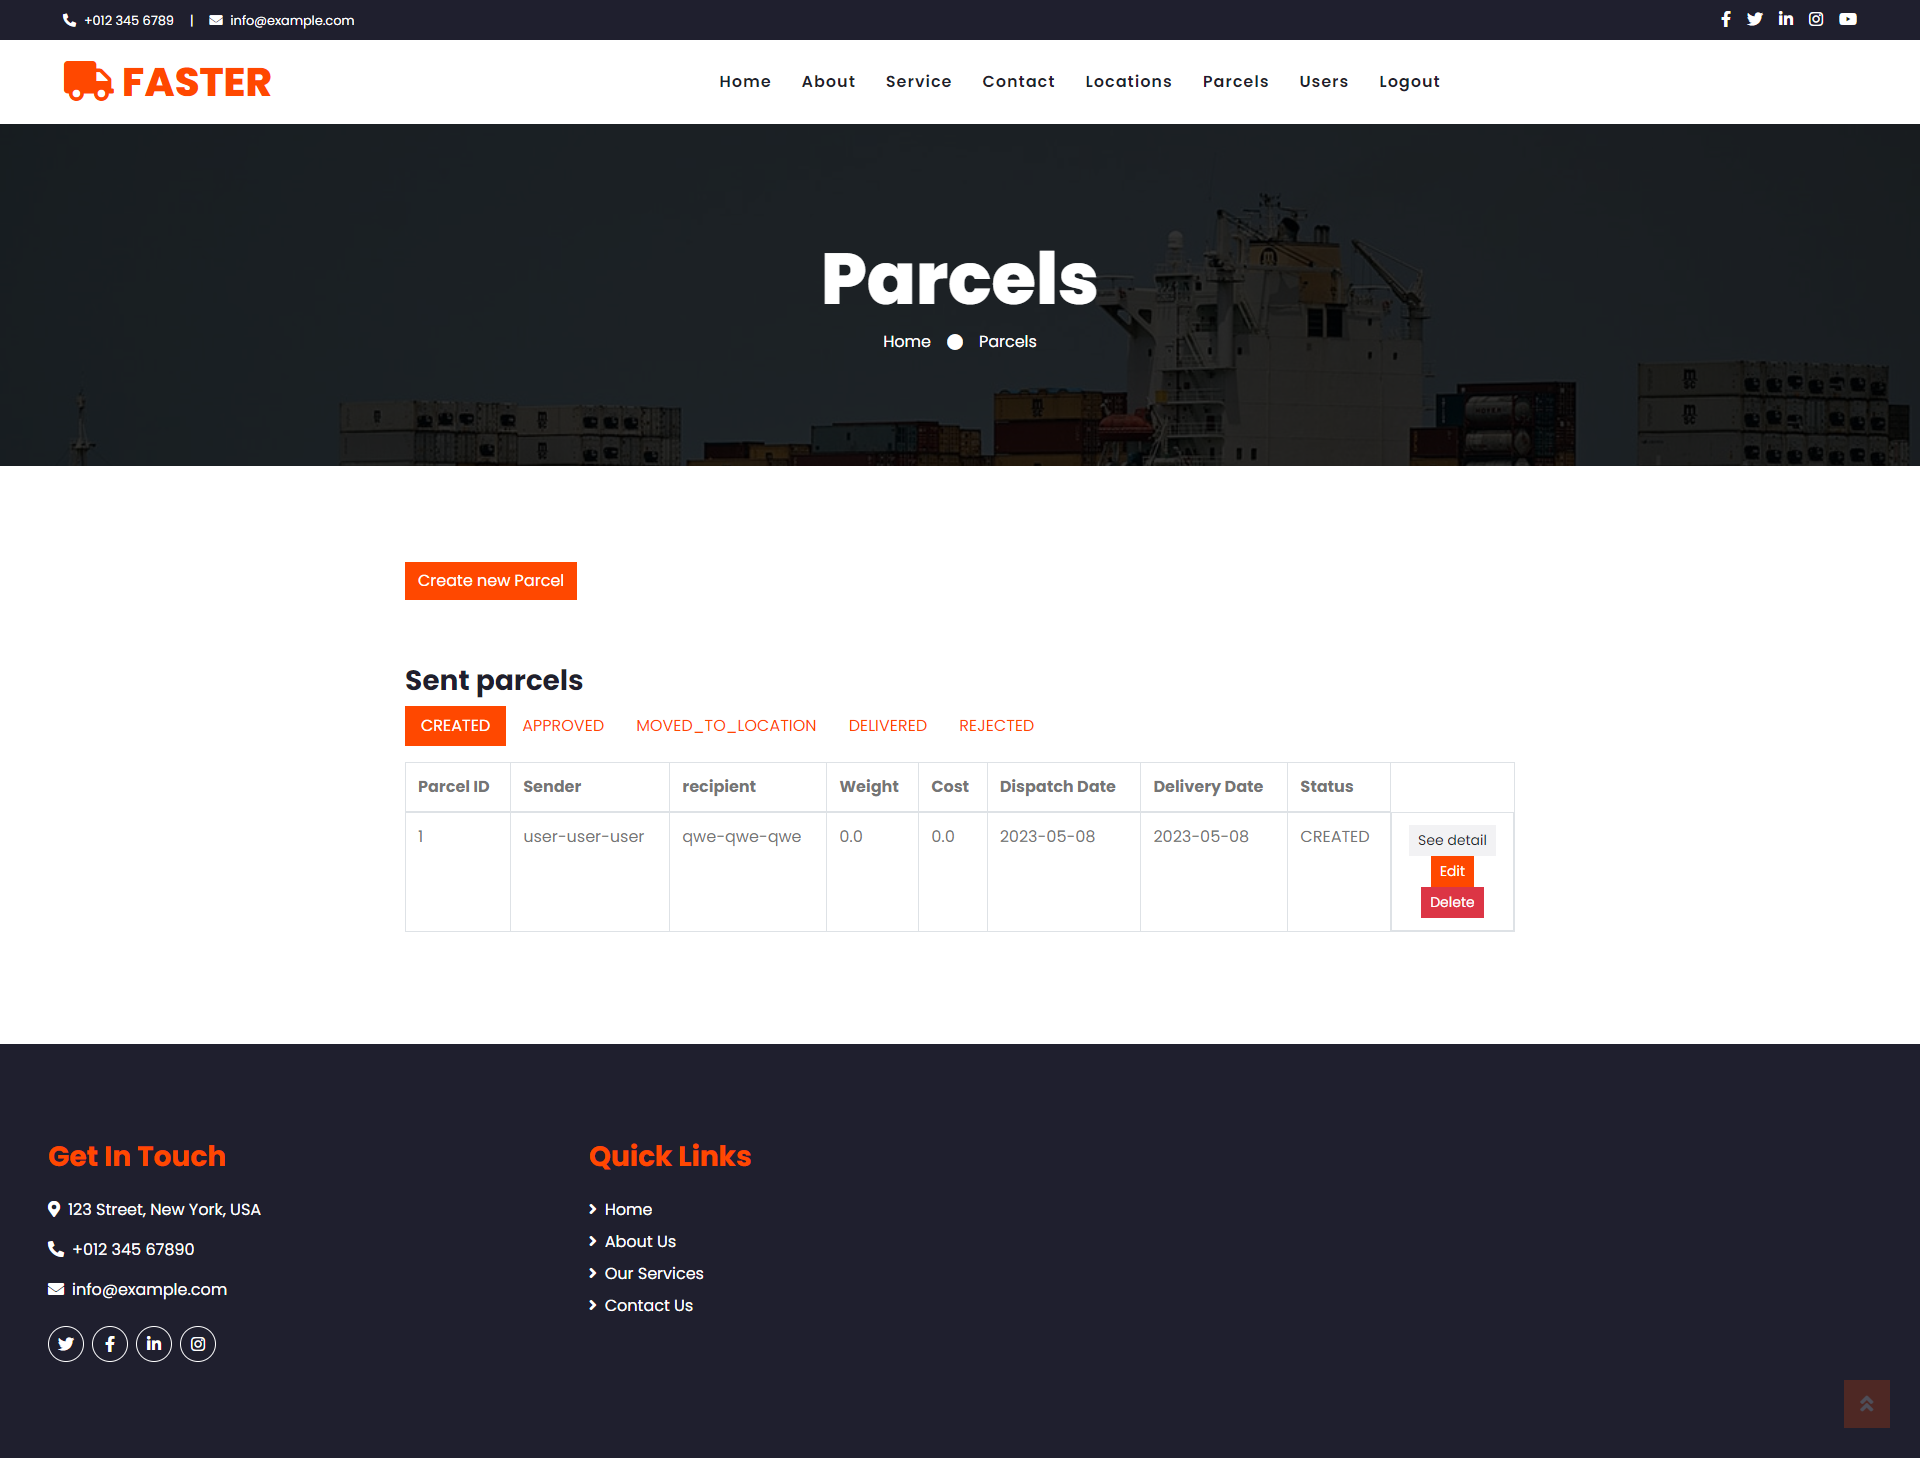 +012 345 6789 | info@example.com
FASTER
Home About Service Contact Locations Parcels Users Logout
Parcels
Home Parcels
Create new Parcel
Sent parcels
CREATED APPROVED MOVED_TO_LOCATION DELIVERED REJECTED
Parcel ID Sender recipient Weight Cost Dispatch Date Delivery Date Status
1 user-user-user qwe-qwe-qwe 0.0 0.0 2023-05-08 2023-05-08 CREATED
See detail
Edit
Delete
Get In Touch
123 Street, New York, USA
+012 345 67890
info@example.com
Quick Links
Home
About Us
Our Services
Contact Us